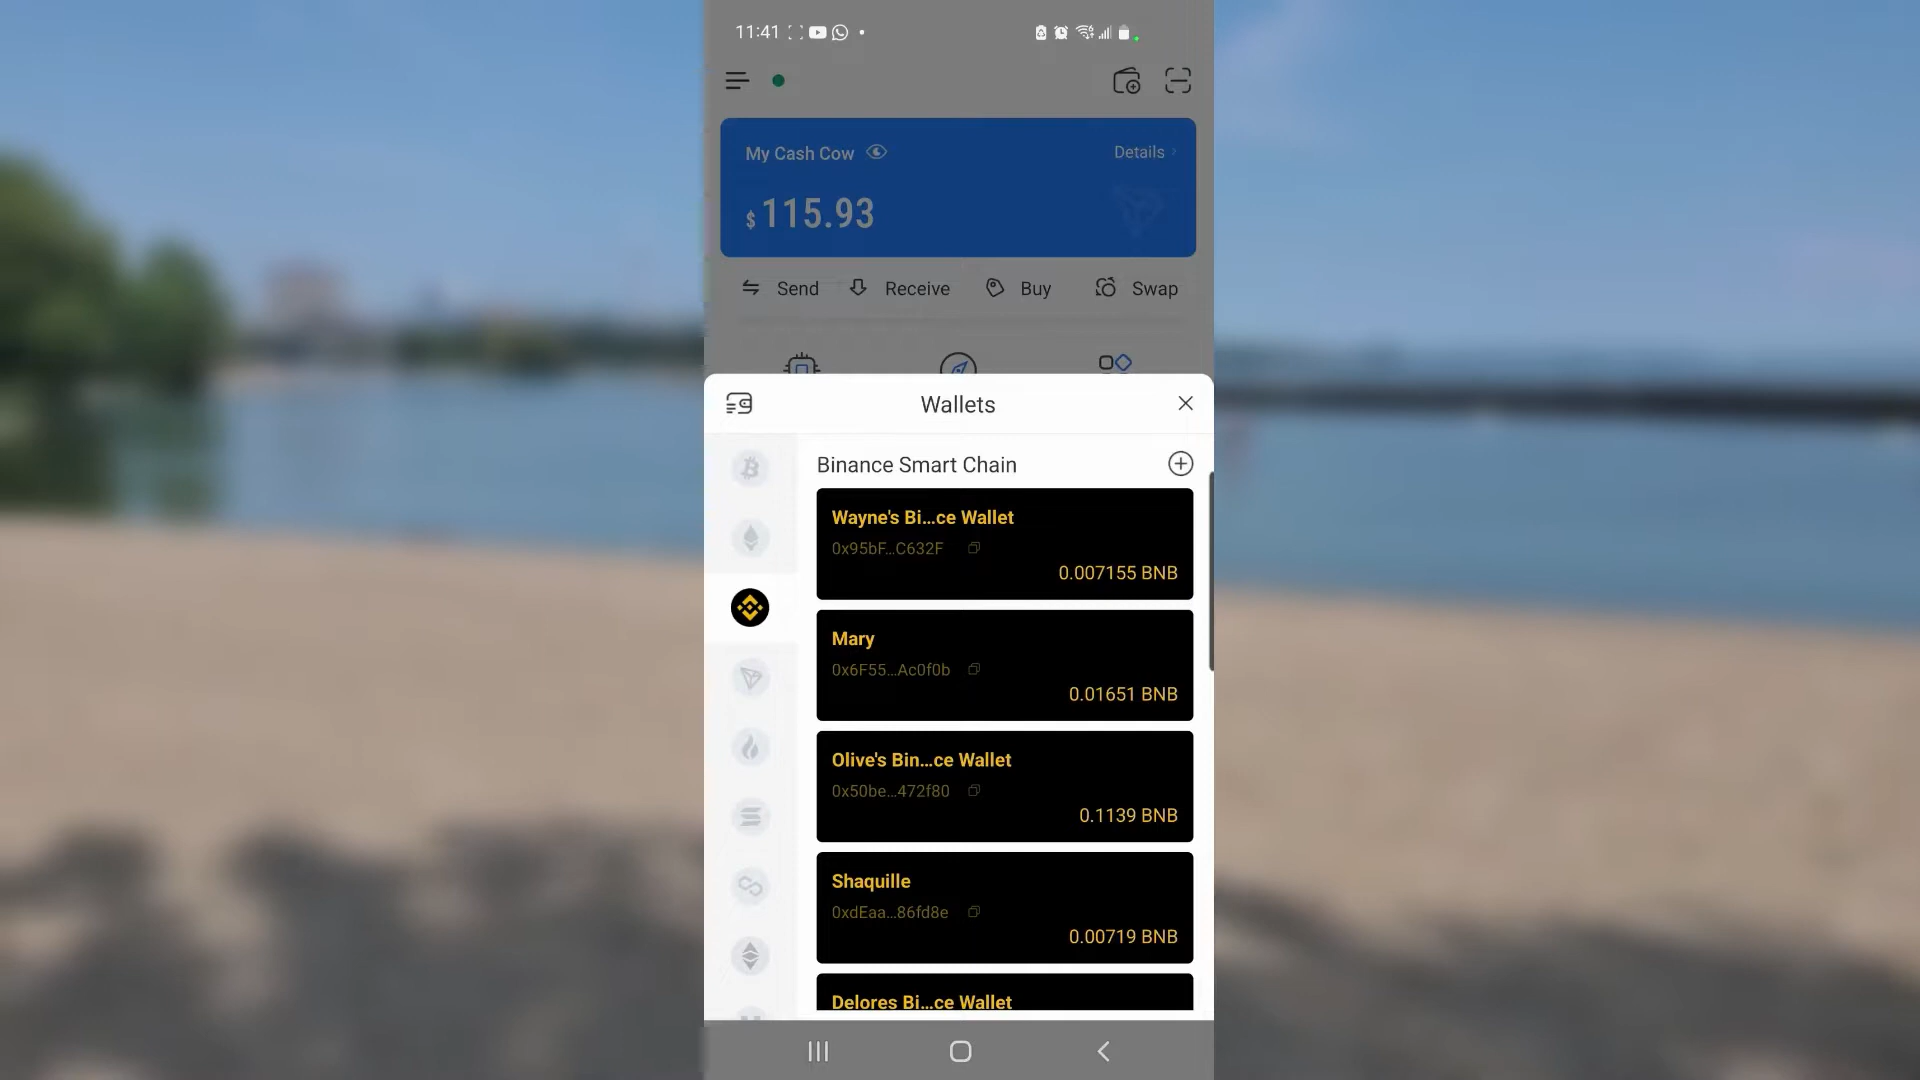 11:41
My Cash Cow
Details
$ 115.93
Send
Receive
Buy
Swap
Wallets
Binance Smart Chain
Wayne's Bi...ce Wallet
0x95bF...C632F
0.007155 BNB
Mary
0x6F55...Ac0f0b
0.01651 BNB
Olive's Bin...ce Wallet
0x50be...472f80
0.1139 BNB
Shaquille
0xdEaa...86fd8e
0.00719 BNB
Delores Bi...ce Wallet